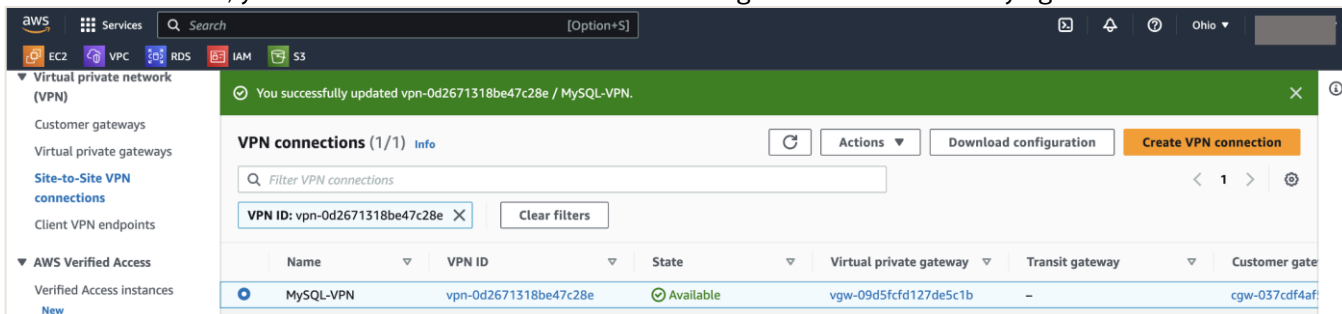 aws Services Search [Option+S] Ohio
EC2 VPC RDS IAM S3
Virtual private network
(VPN)
Customer gateways
Virtual private gateways
Site-to-Site VPN
connections
Client VPN endpoints
AWS Verified Access
Verified Access instances
New
You successfully updated vpn-0d2671318be47c28e / MySQL-VPN.
VPN connections (1/1) Info Actions Download configuration Create VPN connection
Filter VPN connections 1
VPN ID: vpn-0d2671318be47c28e Clear filters
Name VPN ID State Virtual private gateway Transit gateway Customer gate
MySQL-VPN vpn-0d2671318be47c28e Available vgw-09d5fcfd127de5c1b – cgw-037cdf4af